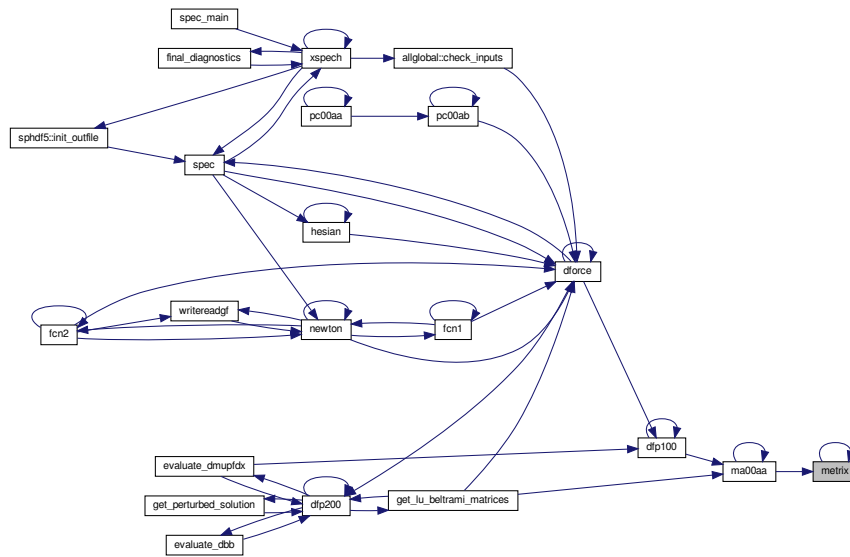 spec_main
final_diagnostics
xspech
allglobal::check_inputs
pc00aa
pc00ab
sphdf5::init_outfile
spec
hesian
dforce
writereadgf
fcn2
newton
fcn1
dfp100
evaluate_dmupfdx
ma00aa
metrix
get_perturbed_solution
dfp200
get_lu_beltrami_matrices
evaluate_dbb